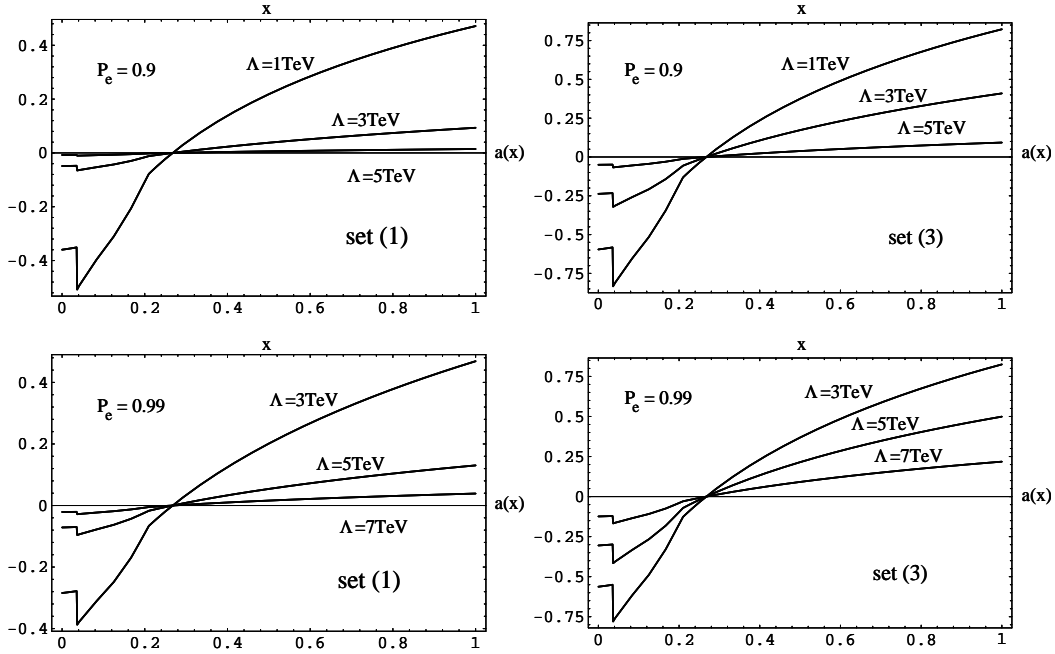 x
0.4
0.2
0
-0.2
-0.4
P_e = 0.9
Λ=1TeV
Λ=3TeV
Λ=5TeV
a(x)
set (1)
0 0.2 0.4 0.6 0.8 1
x
0.75
0.5
0.25
0
-0.25
-0.5
-0.75
P_e = 0.9
Λ=1TeV
Λ=3TeV
Λ=5TeV
a(x)
set (3)
0 0.2 0.4 0.6 0.8 1
x
0.4
0.2
0
-0.2
-0.4
P_e = 0.99
Λ=3TeV
Λ=5TeV
a(x)
Λ=7TeV
set (1)
0 0.2 0.4 0.6 0.8 1
x
0.75
0.5
0.25
0
-0.25
-0.5
-0.75
P_e = 0.99
Λ=3TeV
Λ=5TeV
Λ=7TeV
a(x)
set (3)
0 0.2 0.4 0.6 0.8 1